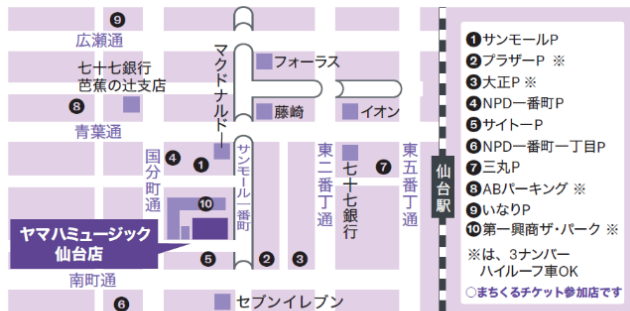 ❾
広瀬通
七十七銀行
芭蕉の辻支店
❽
マクドナルド
フォーラス
藤崎
イオン
青葉通
国分町通
❹
❶
サンモール一番町
東二番丁通
七十七銀行
❼
東五番丁通
仙台駅
❿
ヤマハミュージック
仙台店
❺
❷
❸
南町通
❻
セブンイレブン
❶サンモールP
❷プラザーP ※
❸大正P ※
❹NPD一番町P
❺サイトーP
❻NPD一番町一丁目P
❼三丸P
❽ABパーキング ※
❾いなりP
❿第一興商ザ・パーク ※
※は、3ナンバー
ハイルーフ車OK
○まちくるチケット参加店です